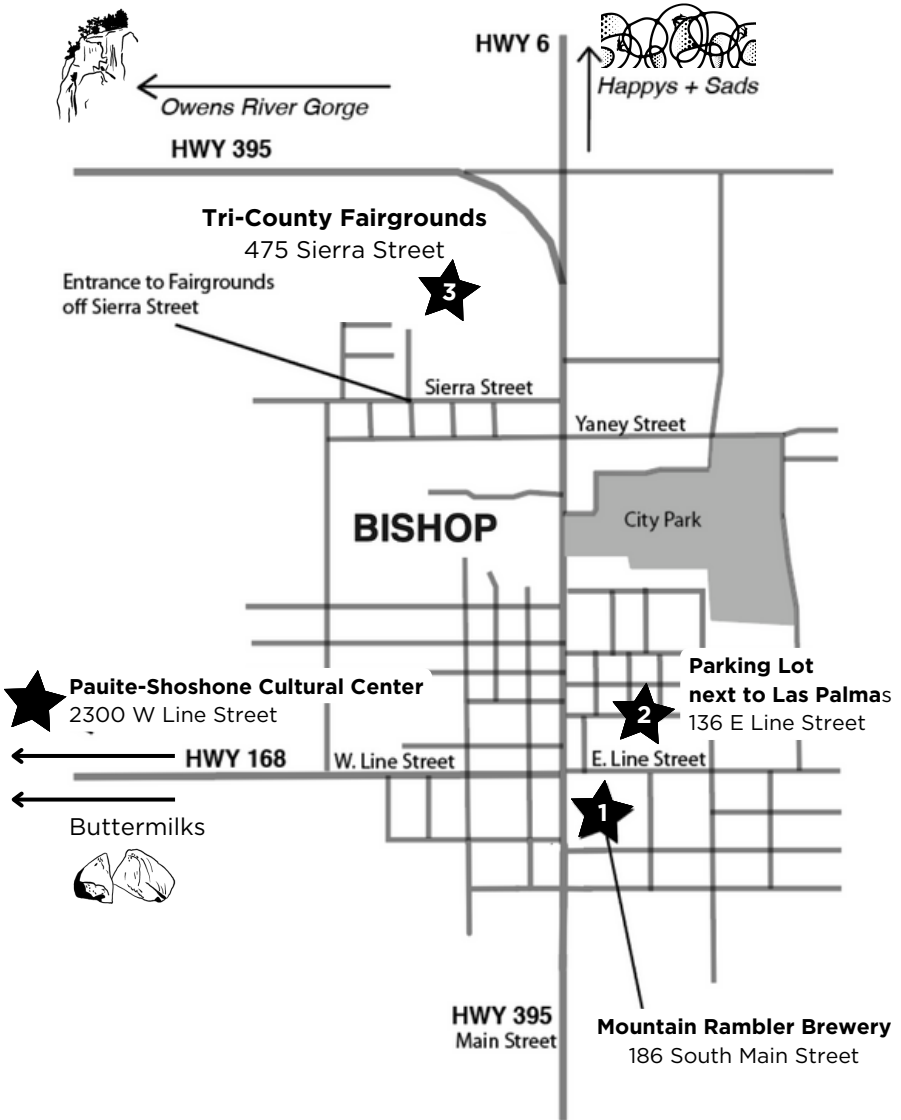 HWY 6
Happys + Sads
Owens River Gorge
HWY 395
Tri-County Fairgrounds
475 Sierra Street
3
Entrance to Fairgrounds
off Sierra Street
Sierra Street
Yaney Street
BISHOP
City Park
Pauite-Shoshone Cultural Center
2300 W Line Street
Parking Lot
next to Las Palmas
136 E Line Street
2
HWY 168
W. Line Street
E. Line Street
1
Buttermilks
HWY 395
Main Street
Mountain Rambler Brewery
186 South Main Street